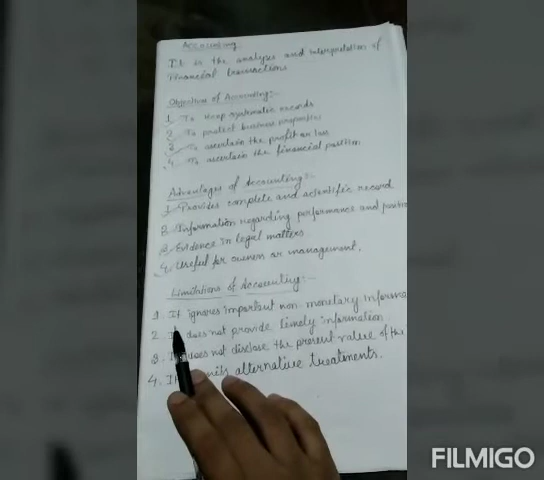 Accounting
It is the analysis and interpretation of
Financial transactions
Objectives of Accounting:-
1. To keep systematic records
2. To protect business properties
3. To ascertain the profit or loss
4. To ascertain the financial position
Advantages of Accounting:-
1. Provides complete and scientific record
2. Information regarding performance and
3. Evidence in legal matters
4. Useful for owners or management.
Limitations of Accounting:-
1. It ignores important non-monetary
2. does not provide timely information
3. does not disclose the present value of the
4. alternative treatments.
FILMIGO